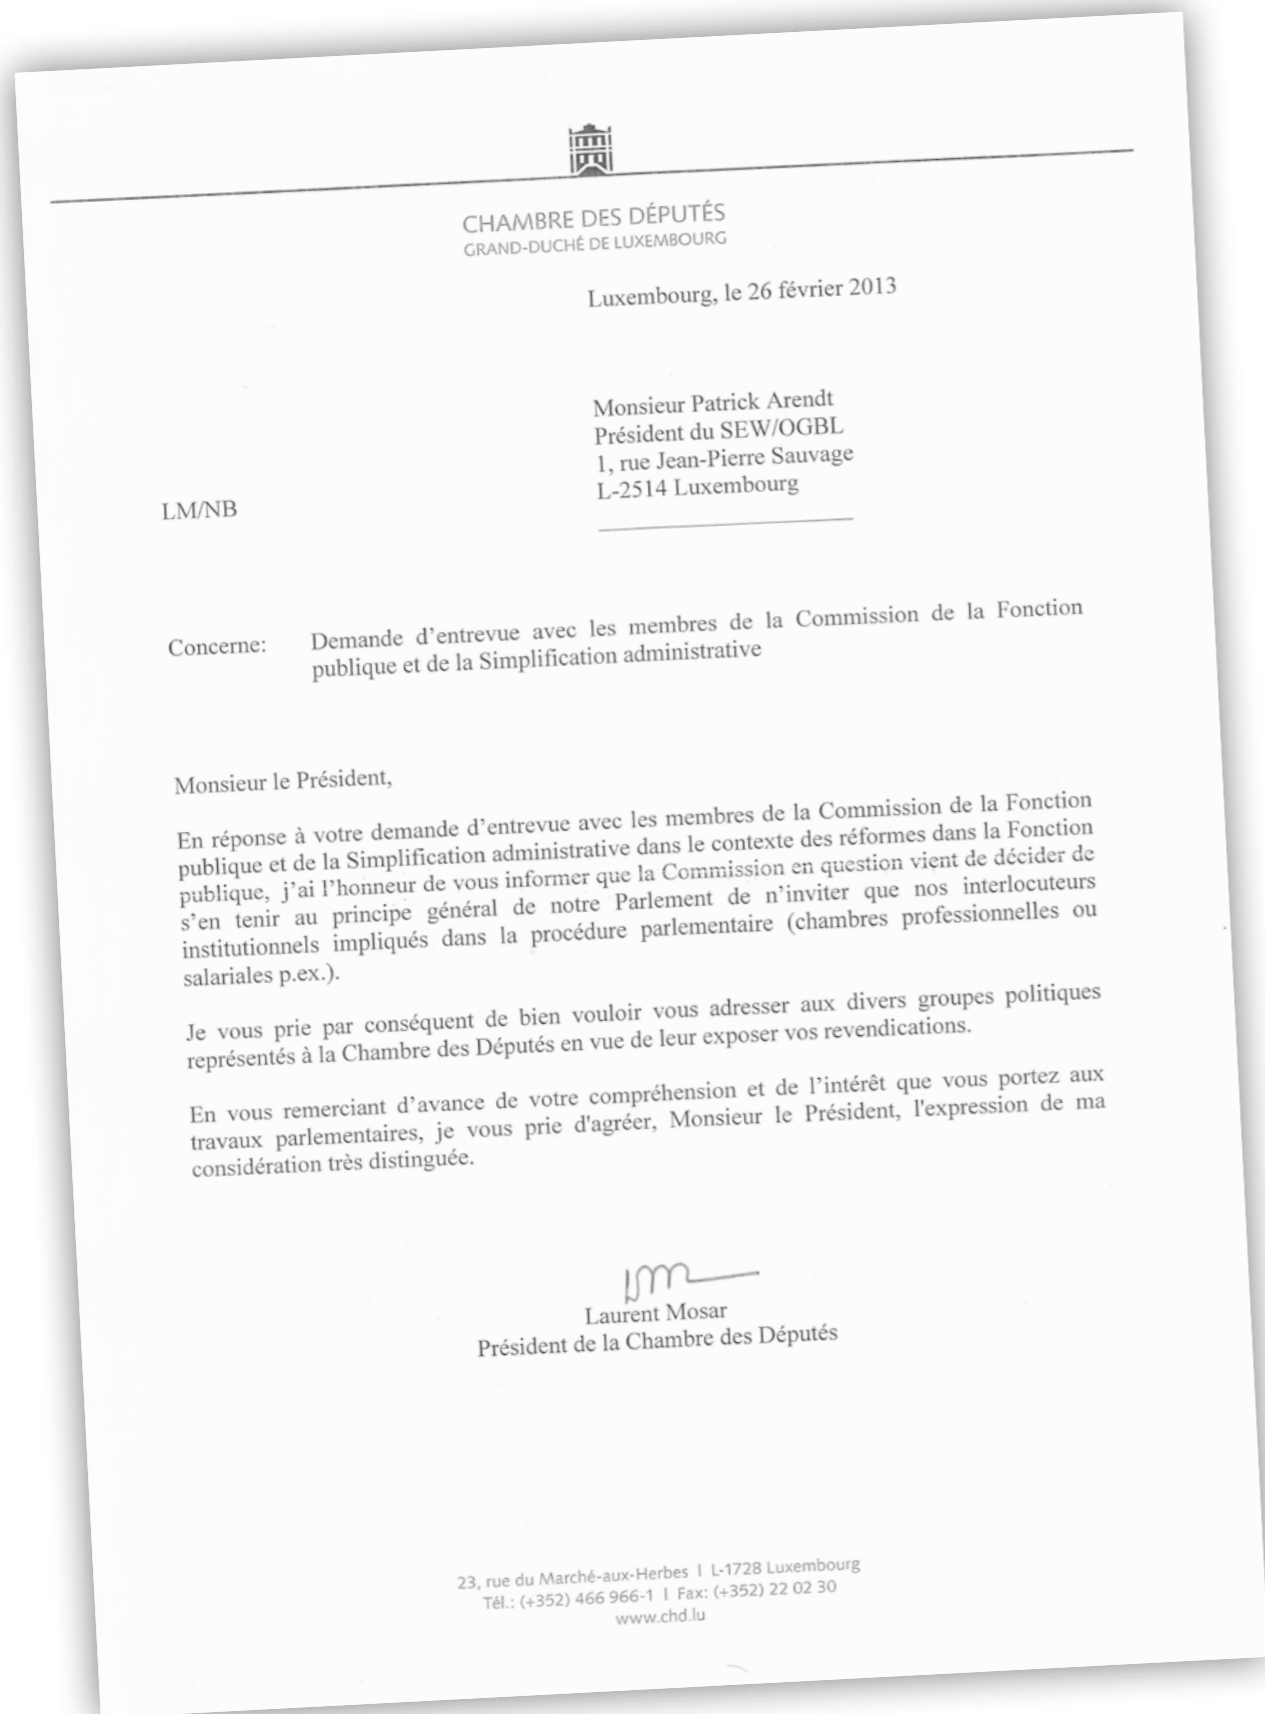 CHAMBRE DES DÉPUTÉS
GRAND-DUCHÉ DE LUXEMBOURG
Luxembourg, le 26 février 2013
Monsieur Patrick Arendt
Président du SEW/OGBL
1, rue Jean-Pierre Sauvage
L-2514 Luxembourg
LM/NB
Concerne: Demande d’entrevue avec les membres de la Commission de la Fonction
publique et de la Simplification administrative
Monsieur le Président,
En réponse à votre demande d’entrevue avec les membres de la Commission de la Fonction
publique et de la Simplification administrative dans le contexte des réformes dans la Fonction
publique, j’ai l’honneur de vous informer que la Commission en question vient de décider de
s’en tenir au principe général de notre Parlement de n’inviter que nos interlocuteurs
institutionnels impliqués dans la procédure parlementaire (chambres professionnelles ou
salariales p.ex.).
Je vous prie par conséquent de bien vouloir vous adresser aux divers groupes politiques
représentés à la Chambre des Députés en vue de leur exposer vos revendications.
En vous remerciant d’avance de votre compréhension et de l’intérêt que vous portez aux
travaux parlementaires, je vous prie d'agréer, Monsieur le Président, l'expression de ma
considération très distinguée.
Laurent Mosar
Président de la Chambre des Députés
23, rue du Marché-aux-Herbes | L-1728 Luxembourg
Tél.: (+352) 466 966-1 | Fax: (+352) 22 02 30
www.chd.lu